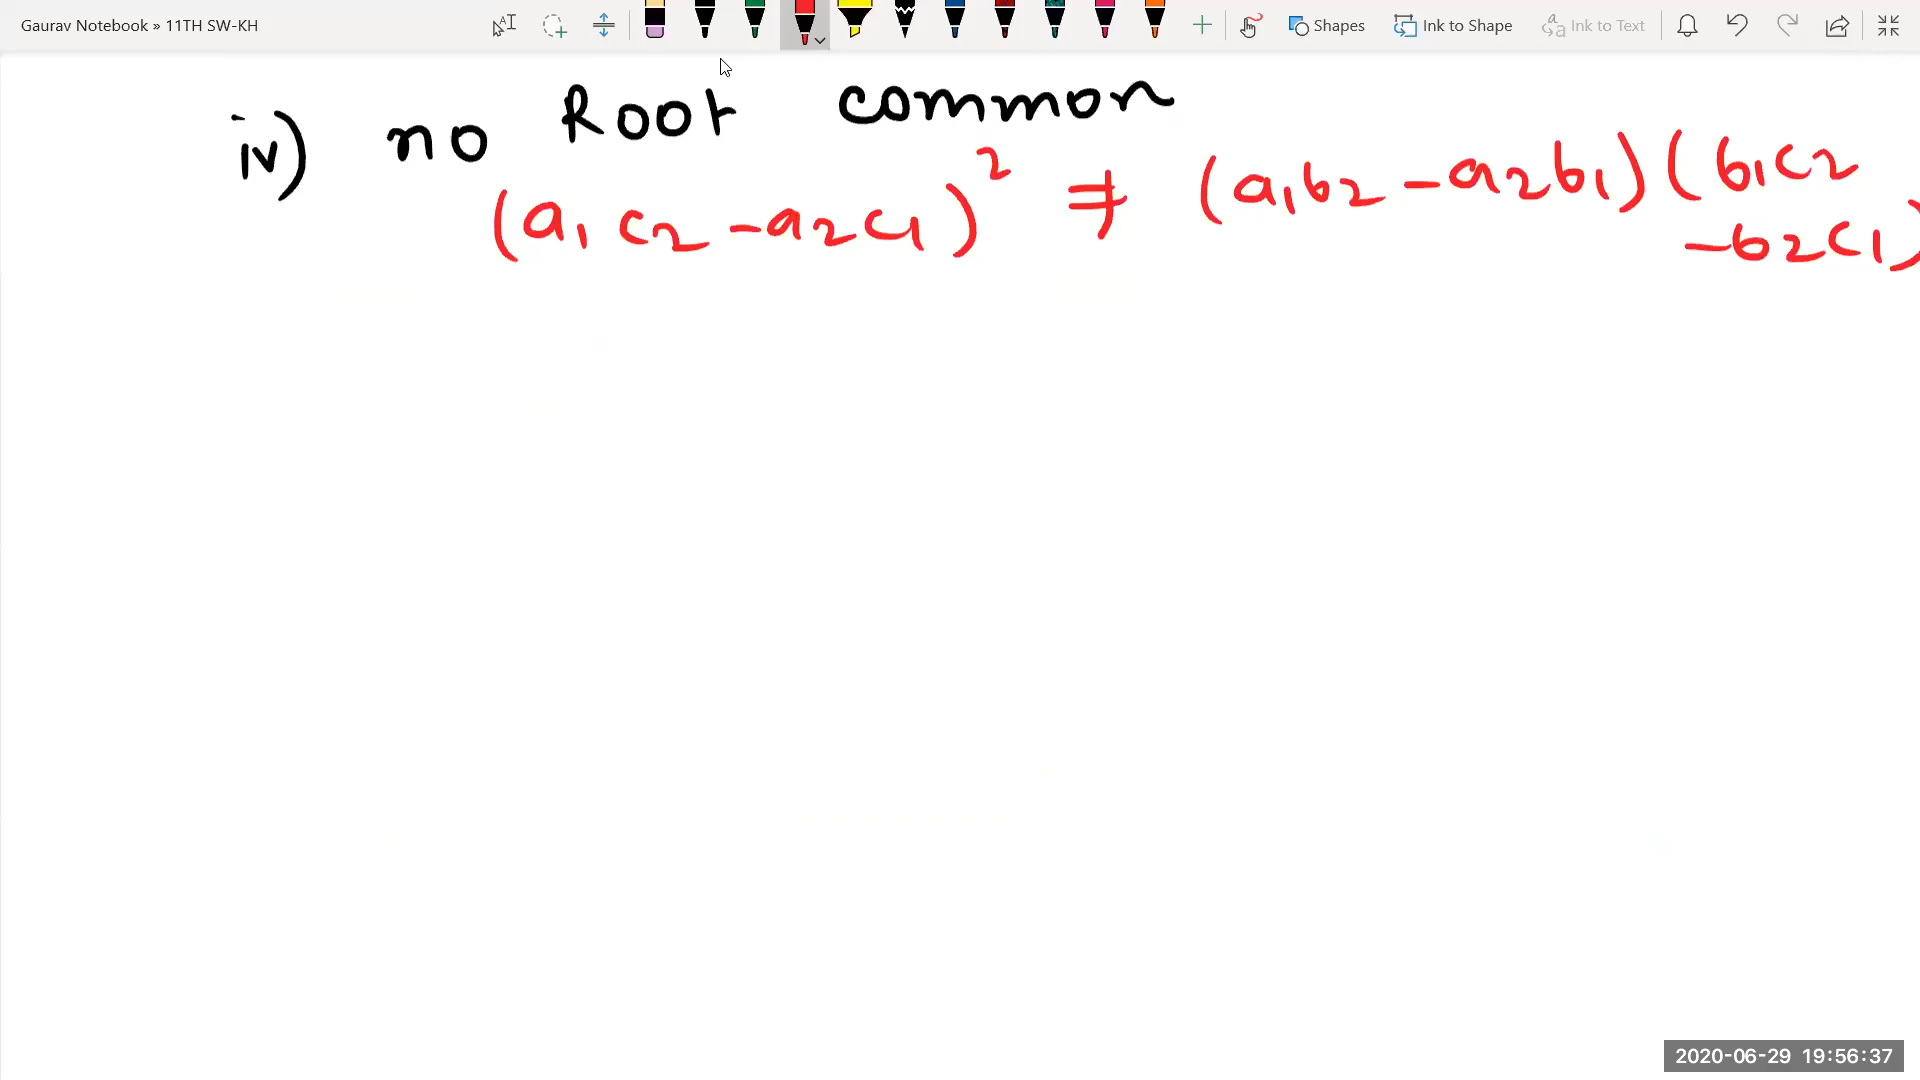 Gaurav Notebook » 11TH SW-KH
Shapes
Ink to Shape
Ink to Text
iv) no Root common
(a₁c₂ - a₂c₁)² ≠ (a₁b₂ - a₂b₁)(b₁c₂
- b₂c₁)
2020-06-29 19:56:37